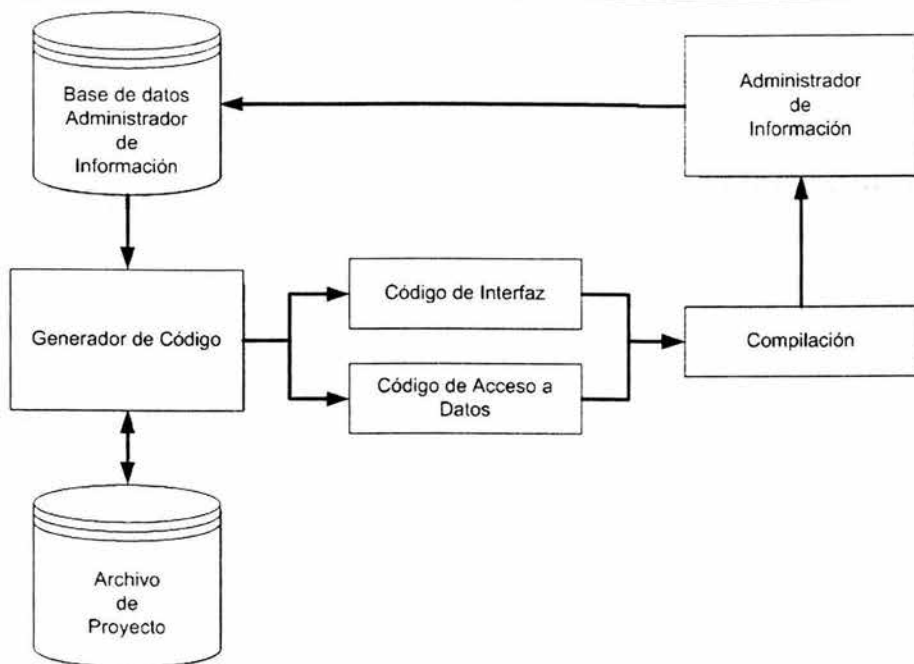 Base de datos
Administrador
de
Información
Administrador
de
Información
Generador de Código
Código de Interfaz
Código de Acceso a
Datos
Compilación
Archivo
de
Proyecto